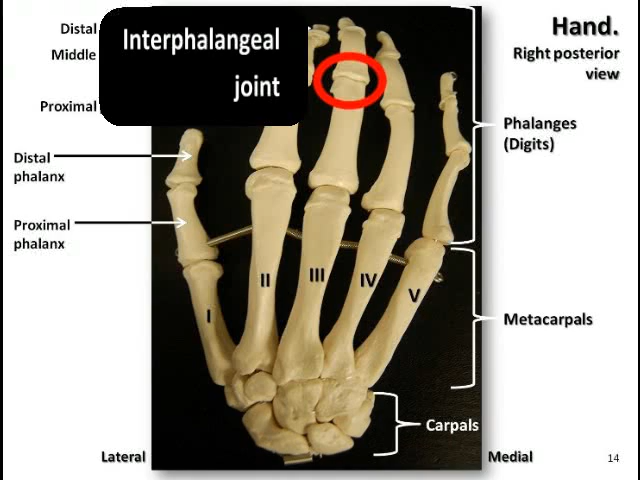 Distal
Middle
Proximal
Interphalangeal
joint
Hand.
Right posterior
view
Phalanges
(Digits)
Distal
phalanx
Proximal
phalanx
I
II
III
IV
V
Metacarpals
Carpals
Lateral
Medial
14